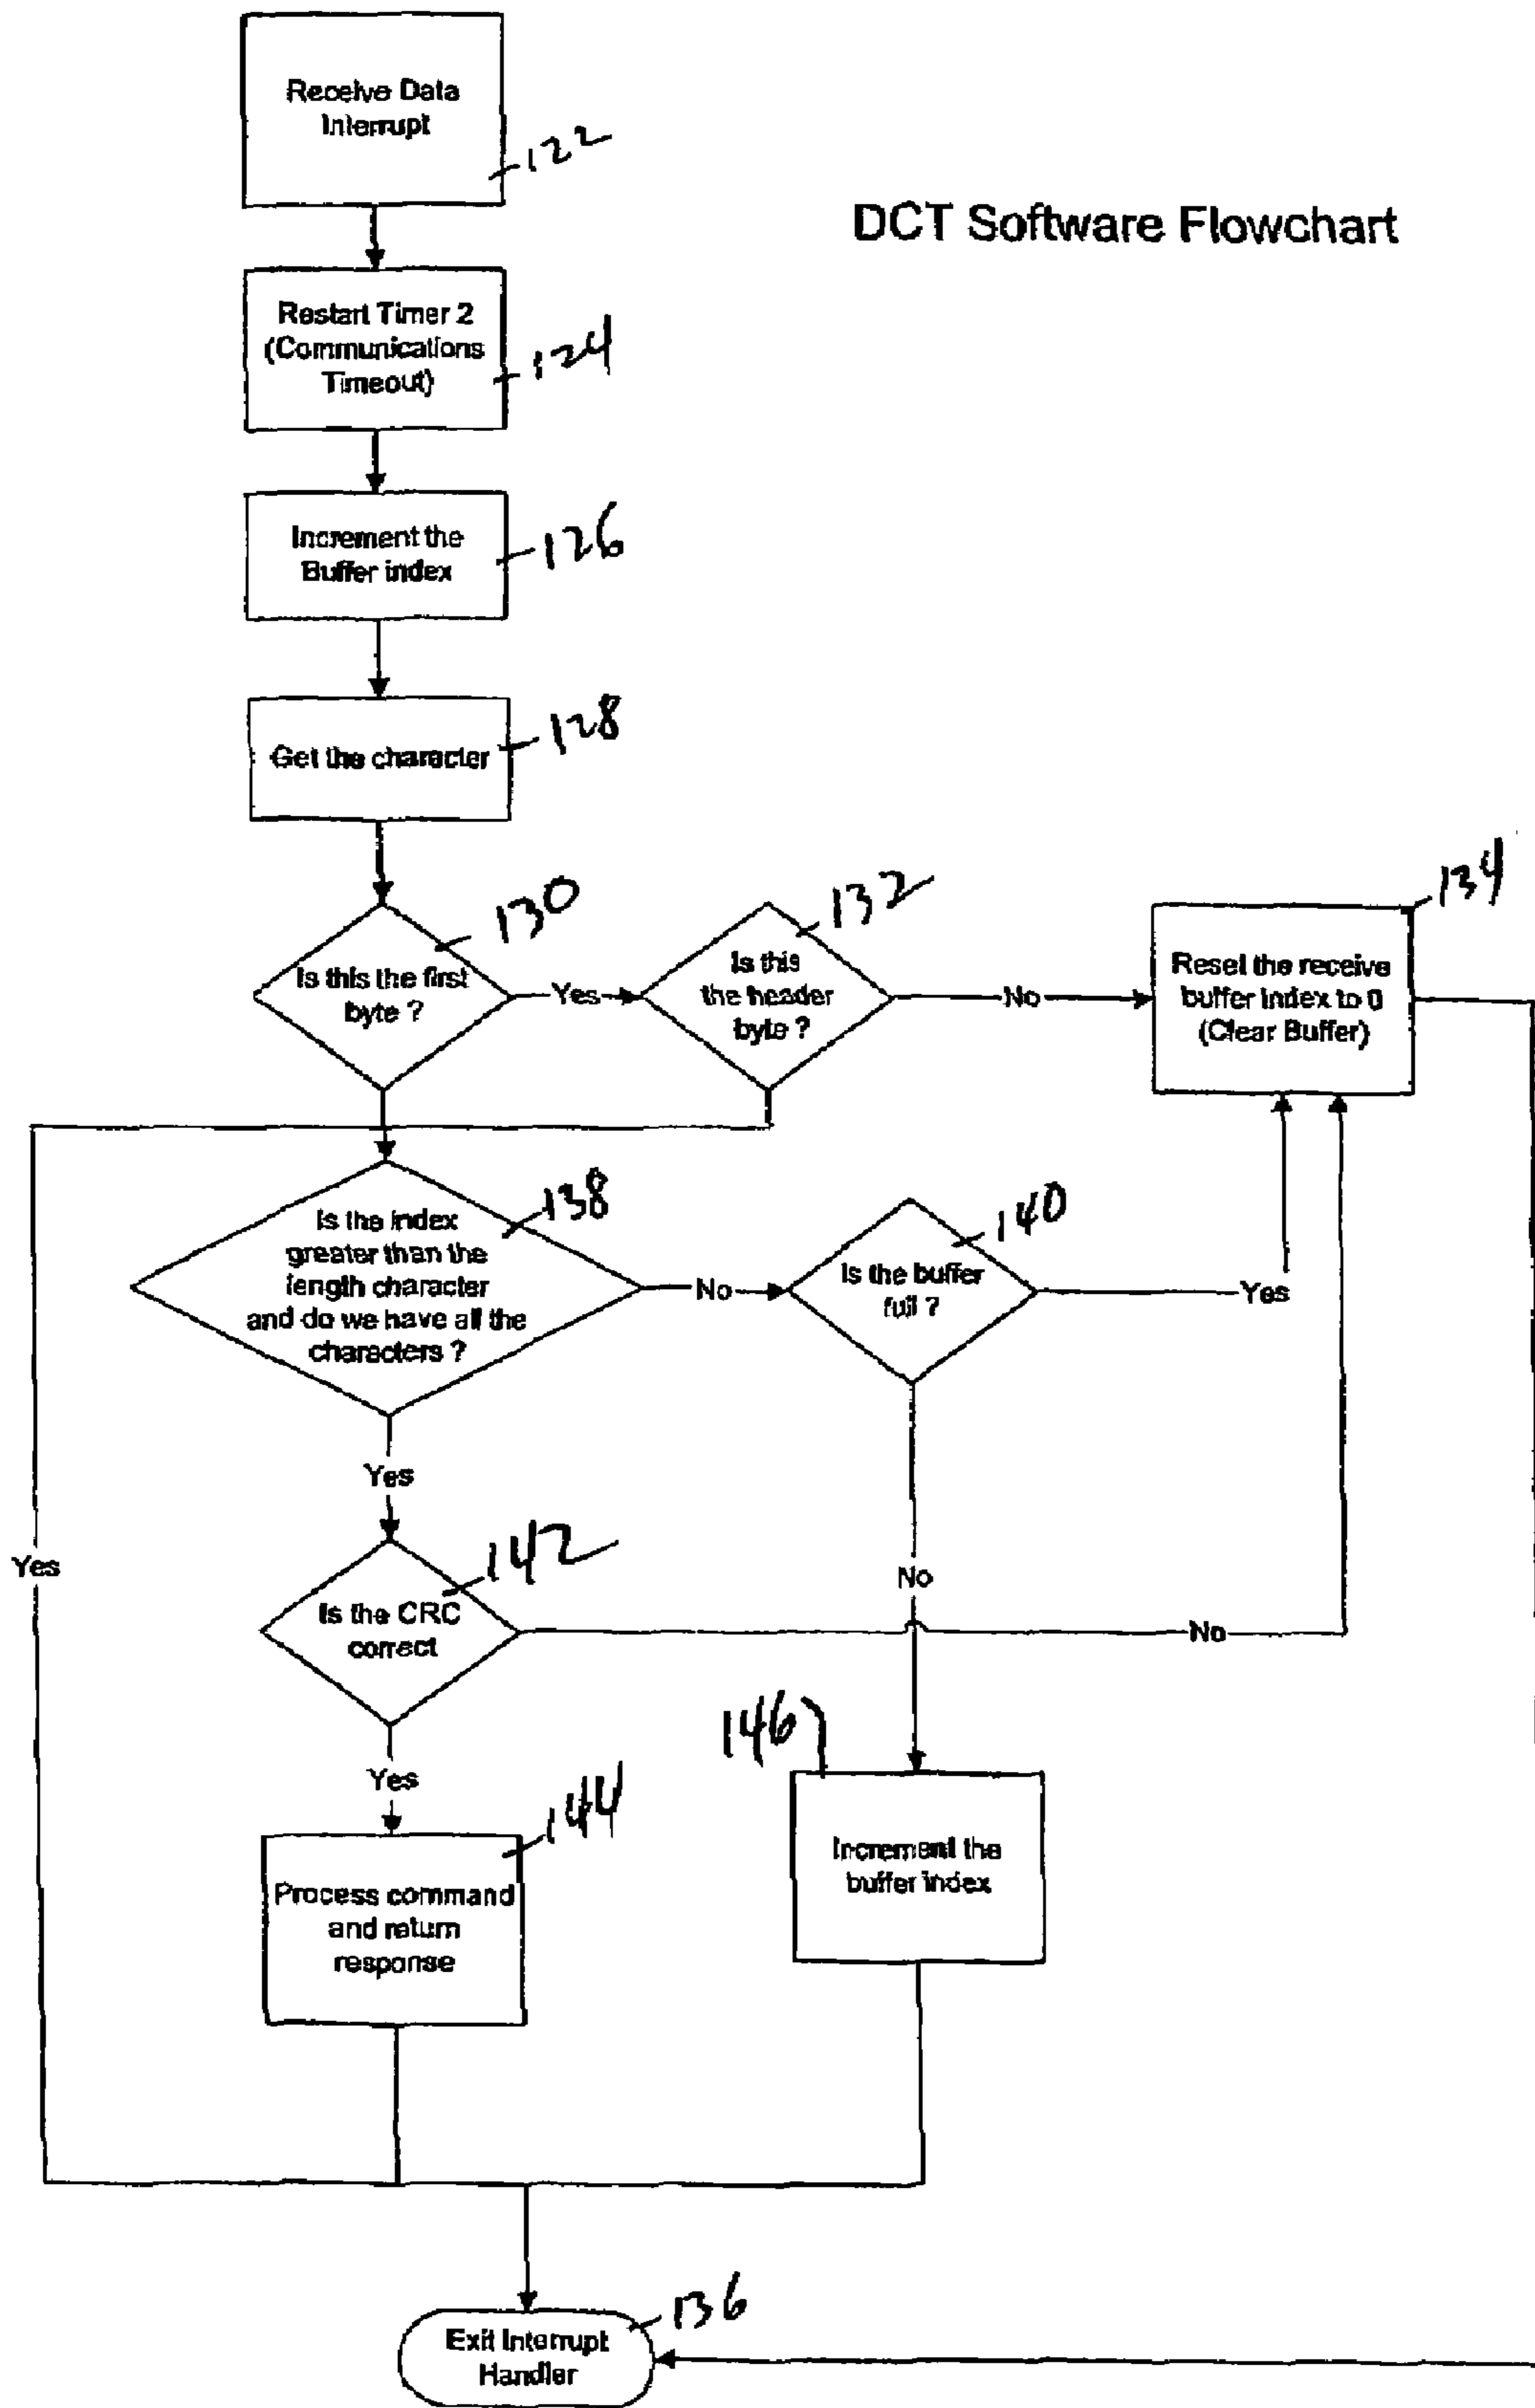 Receive Data
Interrupt
122
DCT Software Flowchart
Restart Timer 2
(Communications
Timeout)
124
Increment the
Buffer index
126
Get the character
128
130
132
134
Is this the first
byte ?
Yes
Is this
the header
byte ?
No
Reset the receive
buffer index to 0
(Clear Buffer)
138
Is the index
greater than the
length character
and do we have all the
characters ?
No
140
Is the buffer
full ?
Yes
Yes
Yes
142
Is the CRC
correct
No
No
146
Yes
144
Process command
and return
response
Increment the
buffer index
136
Exit Interrupt
Handler